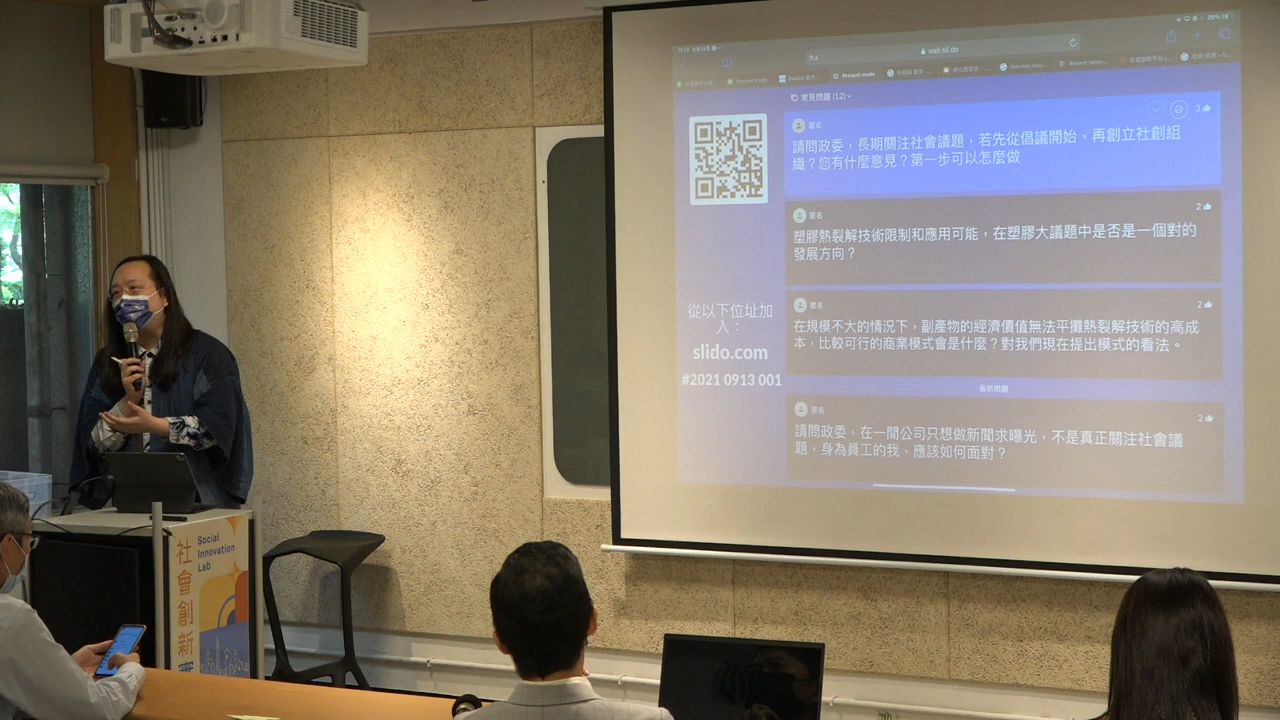 wall.sli.do
Present mode
常見問題 (12)
匿名
3
請問政委，長期關注社會議題，若先從倡議開始，再創立社創組
織？您有什麼意見？第一步可以怎麼做
匿名
2
塑膠熱裂解技術限制和應用可能，在塑膠大議題中是否是一個對的
發展方向？
匿名
2
在規模不大的情況下，副產物的經濟價值無法平攤熱裂解技術的高成
本，比較可行的商業模式會是什麼？對我們現在提出模式的看法。
最新問題
匿名
2
請問政委，在一間公司只想做新聞求曝光，不是真正關注社會議
題，身為員工的我，應該如何面對？
從以下位址加
入：
slido.com
#2021 0913 001
Social
Innovation
Lab
社會創新